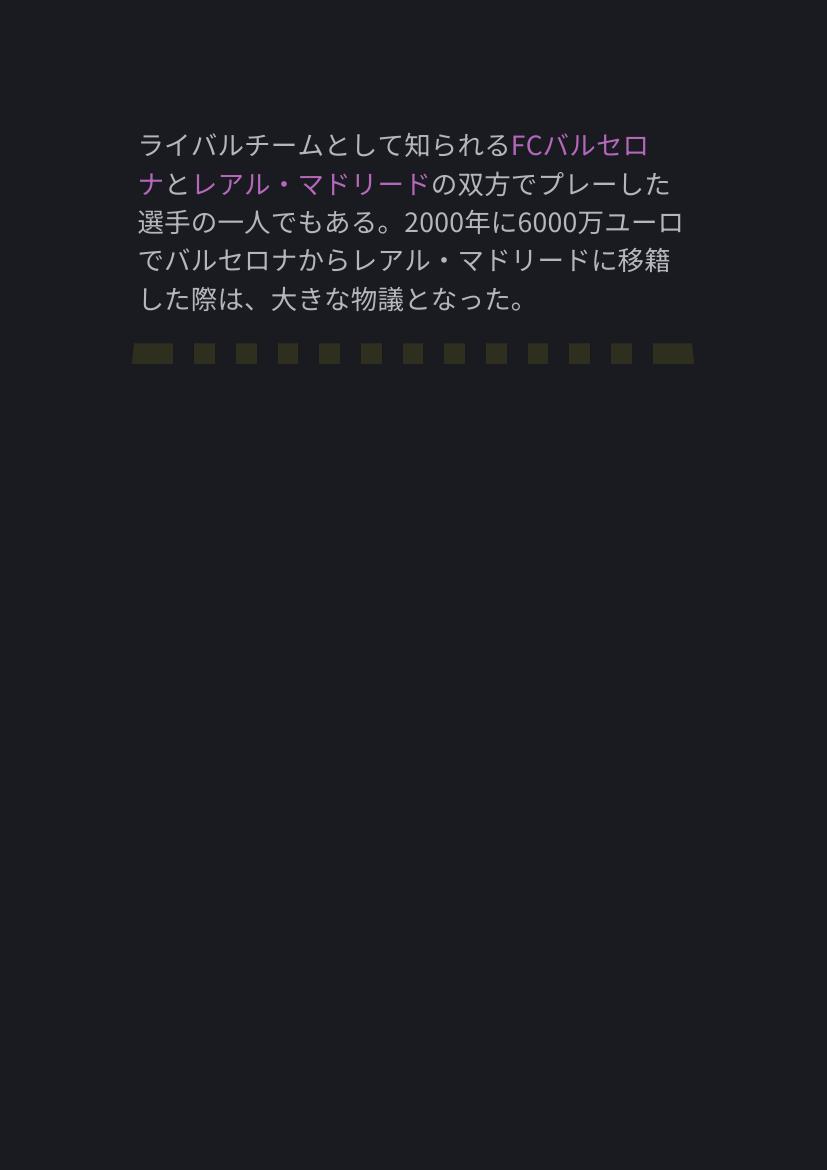 ライバルチームとして知られるFCバルセロ
ナとレアル・マドリードの双方でプレーした
選手の一人でもある。2000年に6000万ユーロ
でバルセロナからレアル・マドリードに移籍
した際は、大きな物議となった。